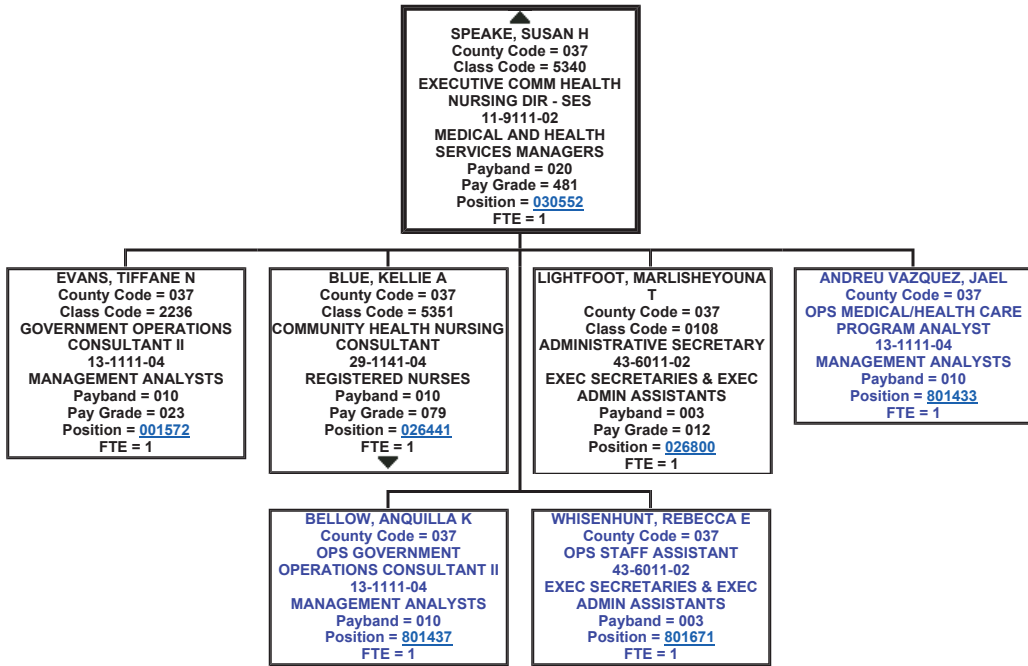 SPEAKE, SUSAN H
County Code = 037
Class Code = 5340
EXECUTIVE COMM HEALTH
NURSING DIR - SES
11-9111-02
MEDICAL AND HEALTH
SERVICES MANAGERS
Payband = 020
Pay Grade = 481
Position = 030552
FTE = 1
EVANS, TIFFANE N
County Code = 037
Class Code = 2236
GOVERNMENT OPERATIONS
CONSULTANT II
13-1111-04
MANAGEMENT ANALYSTS
Payband = 010
Pay Grade = 023
Position = 001572
FTE = 1
BLUE, KELLIE A
County Code = 037
Class Code = 5351
COMMUNITY HEALTH NURSING
CONSULTANT
29-1141-04
REGISTERED NURSES
Payband = 010
Pay Grade = 079
Position = 026441
FTE = 1
LIGHTFOOT, MARLISHEYOUNA
T
County Code = 037
Class Code = 0108
ADMINISTRATIVE SECRETARY
43-6011-02
EXEC SECRETARIES & EXEC
ADMIN ASSISTANTS
Payband = 003
Pay Grade = 012
Position = 026800
FTE = 1
ANDREU VAZQUEZ, JAEL
County Code = 037
OPS MEDICAL/HEALTH CARE
PROGRAM ANALYST
13-1111-04
MANAGEMENT ANALYSTS
Payband = 010
Position = 801433
FTE = 1
BELLOW, ANQUILLA K
County Code = 037
OPS GOVERNMENT
OPERATIONS CONSULTANT II
13-1111-04
MANAGEMENT ANALYSTS
Payband = 010
Position = 801437
FTE = 1
WHISENHUNT, REBECCA E
County Code = 037
OPS STAFF ASSISTANT
43-6011-02
EXEC SECRETARIES & EXEC
ADMIN ASSISTANTS
Payband = 003
Position = 801671
FTE = 1